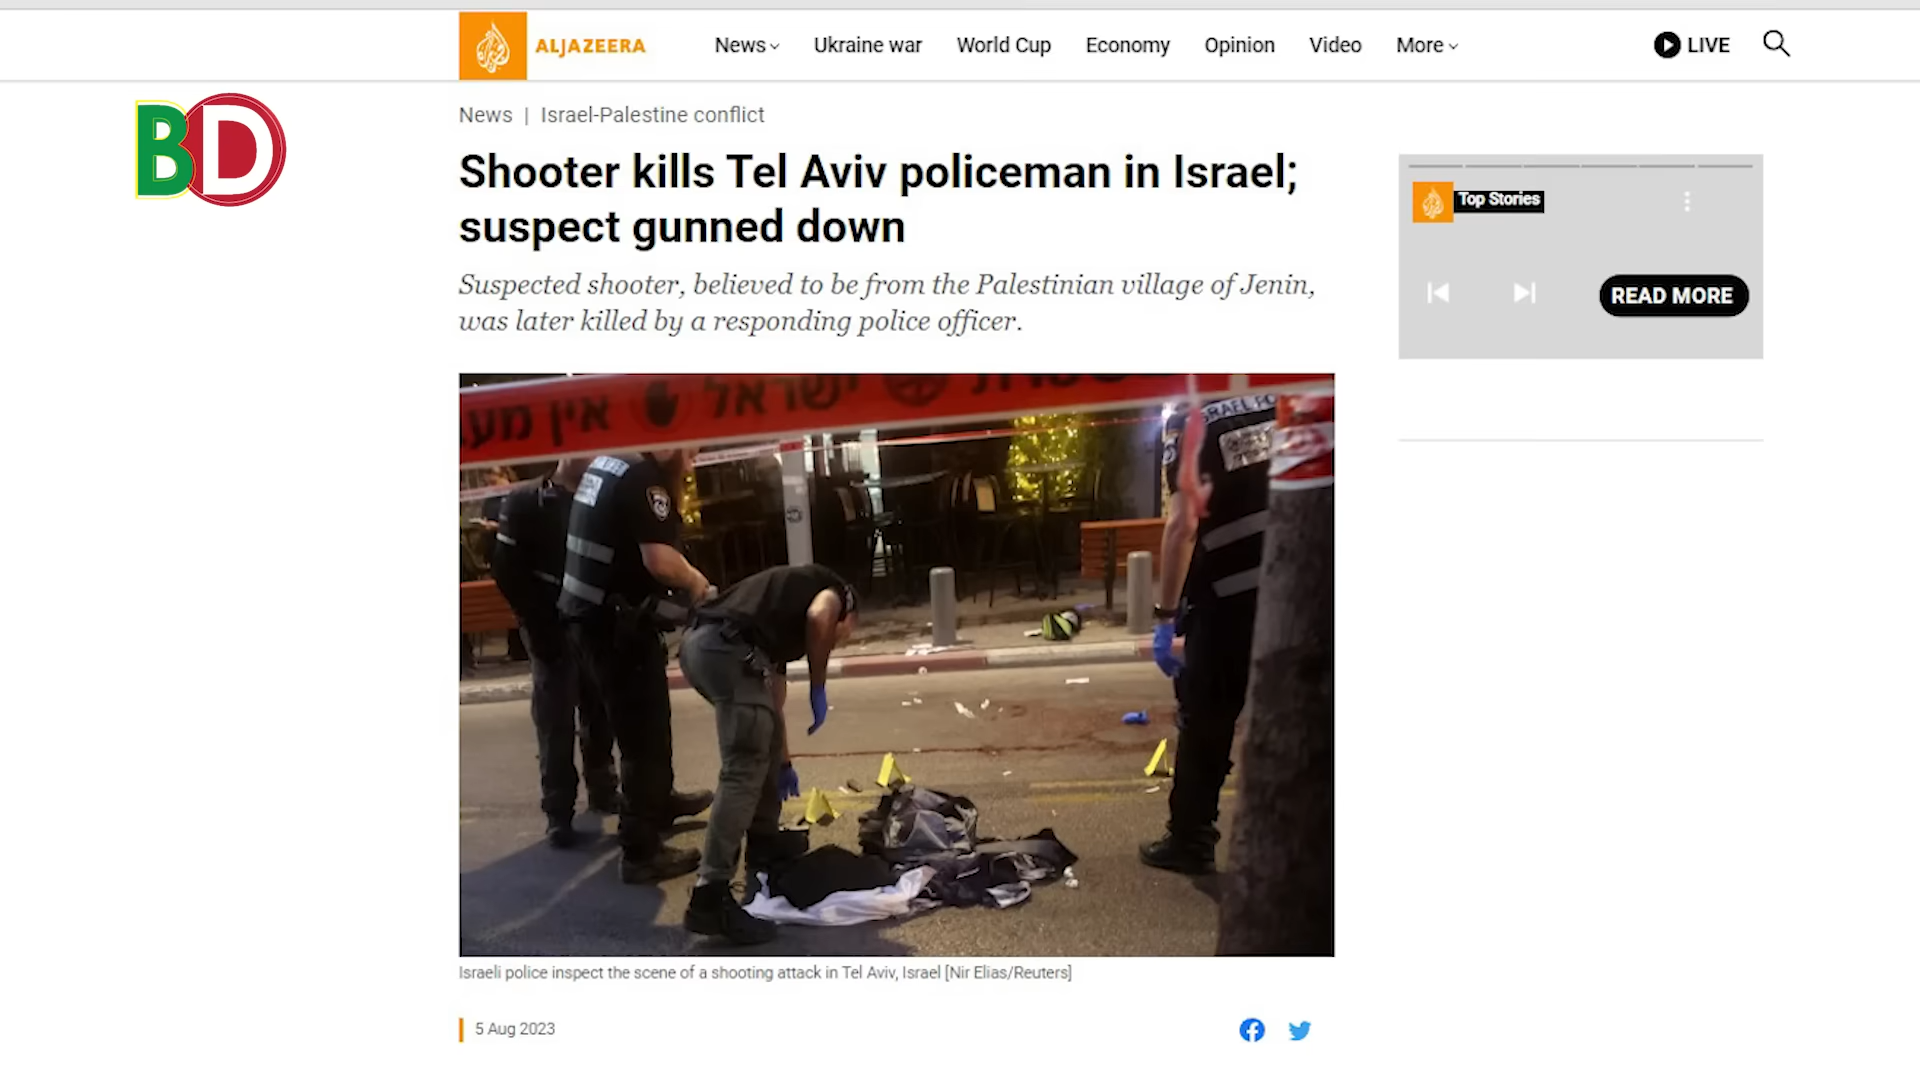 ALJAZEERA
News
Ukraine war
World Cup
Economy
Opinion
Video
More
LIVE
BD
News | Israel-Palestine conflict
Shooter kills Tel Aviv policeman in Israel;
suspect gunned down
Suspected shooter, believed to be from the Palestinian village of Jenin,
was later killed by a responding police officer.
Top Stories
READ MORE
ישראל
אין מע
Israeli police inspect the scene of a shooting attack in Tel Aviv, Israel [Nir Elias/Reuters]
5 Aug 2023